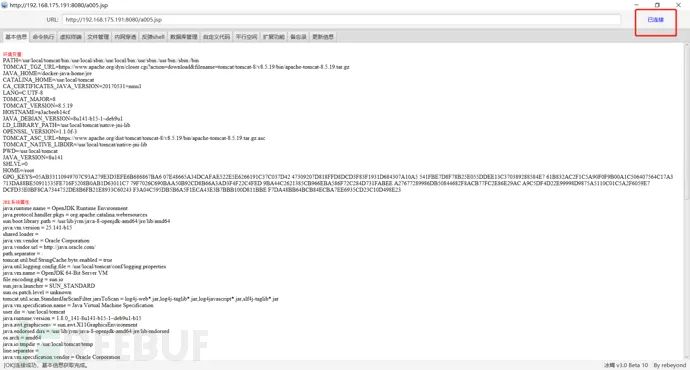 http://192.168.175.191:8080/a005.jsp
URL: http://192.168.175.191:8080/a005.jsp 已连接
基本信息 命令执行 虚拟终端 文件管理 内网穿透 反弹shell 数据库管理 自定义代码 平行空间 扩展功能 备忘录 更新信息
环境变量:
PATH=/usr/local/tomcat/bin:/usr/local/sbin:/usr/local/bin:/usr/sbin:/usr/bin:/sbin:/bin
TOMCAT_TGZ_URL=https://www.apache.org/dyn/closer.cgi?action=download&filename=tomcat/tomcat-8/v8.5.19/bin/apache-tomcat-8.5.19.tar.gz
JAVA_HOME=/docker-java-home/jre
CATALINA_HOME=/usr/local/tomcat
CA_CERTIFICATES_JAVA_VERSION=20170531+nmu1
LANG=C.UTF-8
TOMCAT_MAJOR=8
TOMCAT_VERSION=8.5.19
JAVA_DEBIAN_VERSION=8u141-b15-1~deb9u1
LD_LIBRARY_PATH=/usr/local/tomcat/native-jni-lib
OPENSSL_VERSION=1.1.0f-3
TOMCAT_ASC_URL=https://www.apache.org/dist/tomcat/tomcat-8/v8.5.19/bin/apache-tomcat-8.5.19.tar.gz.asc
TOMCAT_NATIVE_LIBDIR=/usr/local/tomcat/native-jni-lib
PWD=/usr/local/tomcat
JAVA_VERSION=8u141
SHLVL=0
HOME=/root
JRE系统属性:
java.runtime.name = OpenJDK Runtime Environment
java.protocol.handler.pkgs = org.apache.catalina.webresources
sun.boot.library.path = /usr/lib/jvm/java-8-openjdk-amd64/jre/lib/amd64
java.vm.version = 25.141-b15
shared.loader =
java.vm.vendor = Oracle Corporation
java.vendor.url = http://java.oracle.com/
path.separator = :
tomcat.util.buf.StringCache.byte.enabled = true
java.util.logging.config.file = /usr/local/tomcat/conf/logging.properties
java.vm.name = OpenJDK 64-Bit Server VM
file.encoding.pkg = sun.io
sun.java.launcher = SUN_STANDARD
sun.os.patch.level = unknown
tomcat.util.scan.StandardJarScanFilter.jarsToScan = log4j-web*.jar,log4j-taglib*.jar,log4javascript*.jar,slf4j-taglib*.jar
java.vm.specification.name = Java Virtual Machine Specification
user.dir = /usr/local/tomcat
java.runtime.version = 1.8.0_141-8u141-b15-1~deb9u1-b15
java.awt.graphicsenv = sun.awt.X11GraphicsEnvironment
java.endorsed.dirs = /usr/lib/jvm/java-8-openjdk-amd64/jre/lib/endorsed
os.arch = amd64
java.io.tmpdir = /usr/local/tomcat/temp
line.separator =
java.vm.specification.vendor = Oracle Corporation
REEBUF
[OK]连接成功，基本信息获取完成。 冰蝎 v3.0 Beta 10 By rebeyond